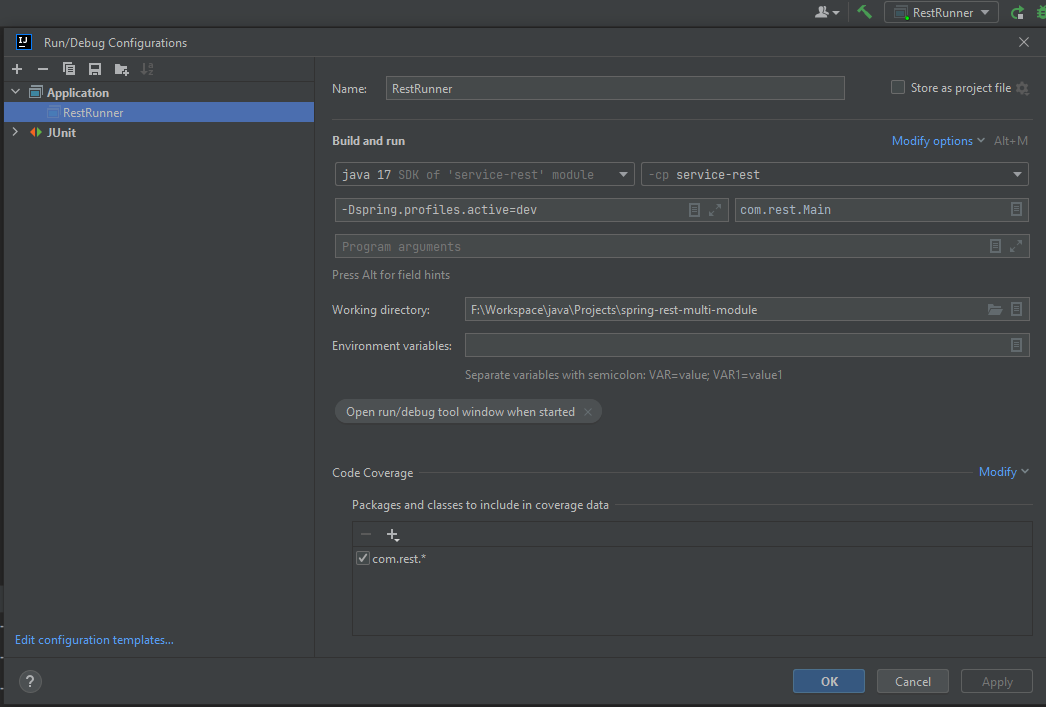 RestRunner
Run/Debug Configurations
Application
RestRunner
JUnit
Name: RestRunner Store as project file
Build and run Modify options Alt+M
java 17 SDK of 'service-rest' module -cp service-rest
-Dspring.profiles.active=dev com.rest.Main
Program arguments
Press Alt for field hints
Working directory: F:\Workspace\java\Projects\spring-rest-multi-module
Environment variables:
Separate variables with semicolon: VAR=value; VAR1=value1
Open run/debug tool window when started
Code Coverage Modify
Packages and classes to include in coverage data
com.rest.*
Edit configuration templates...
? OK Cancel Apply